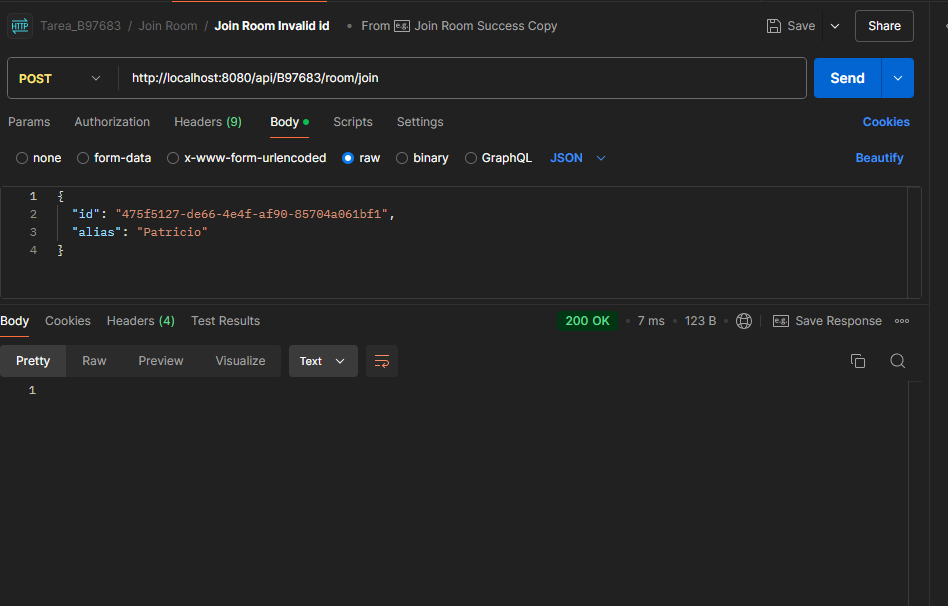 HTTP Tarea_B97683 / Join Room / Join Room Invalid id • From e.g. Join Room Success Copy Save Share
POST http://localhost:8080/api/B97683/room/join Send
Params Authorization Headers (9) Body Scripts Settings Cookies
none form-data x-www-form-urlencoded raw binary GraphQL JSON Beautify
1 {
2 "id": "475f5127-de66-4e4f-af90-85704a061bf1",
3 "alias": "Patricio"
4 }
Body Cookies Headers (4) Test Results 200 OK • 7 ms • 123 B • e.g. Save Response
Pretty Raw Preview Visualize Text
1